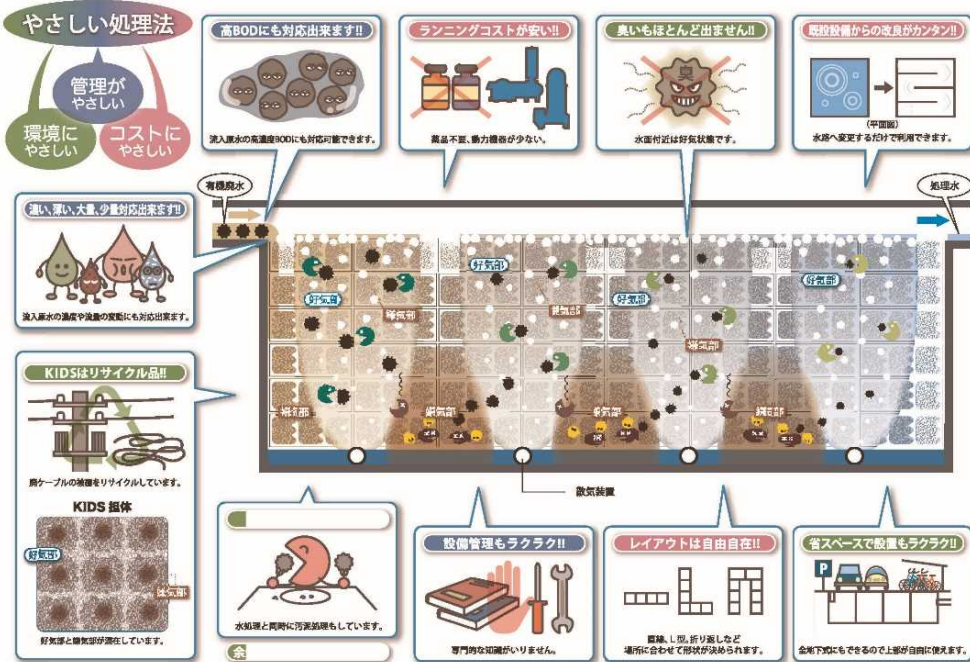 やさしい処理法
管理が
やさしい
環境に
やさしい
コストに
やさしい
高BODにも対応出来ます!!
流入原水の高濃度BODにも対応可能できます。
ランニングコストが安い!!
薬品不要、動力機器が少ない。
臭いもほとんど出ません!!
臭
水面付近は好気状態です。
既設設備からの改良がカンタン!!
(平面図)
水路へ変更するだけで利用できます。
有機廃水
処理水
濃い、薄い、大量、少量対応出来ます!!
流入原水の濃度や流量の変動にも対応出来ます。
好気部
好気部
好気部
好気部
嫌気部
嫌気部
嫌気部
嫌気部
嫌気部
嫌気部
嫌気部
散気装置
KIDSはリサイクル品!!
廃ケーブルの被覆をリサイクルしています。
KIDS 担体
好気部
嫌気部
好気部と嫌気部が混在しています。
水処理と同時に汚泥処理もしています。
余
設備管理もラクラク!!
専門的な知識がいりません。
レイアウトは自由自在!!
直線、L型、折り返しなど
場所に合わせて形状が決められます。
省スペースで設置もラクラク!!
P
全地下式にもできるので上部が自由に使えます。